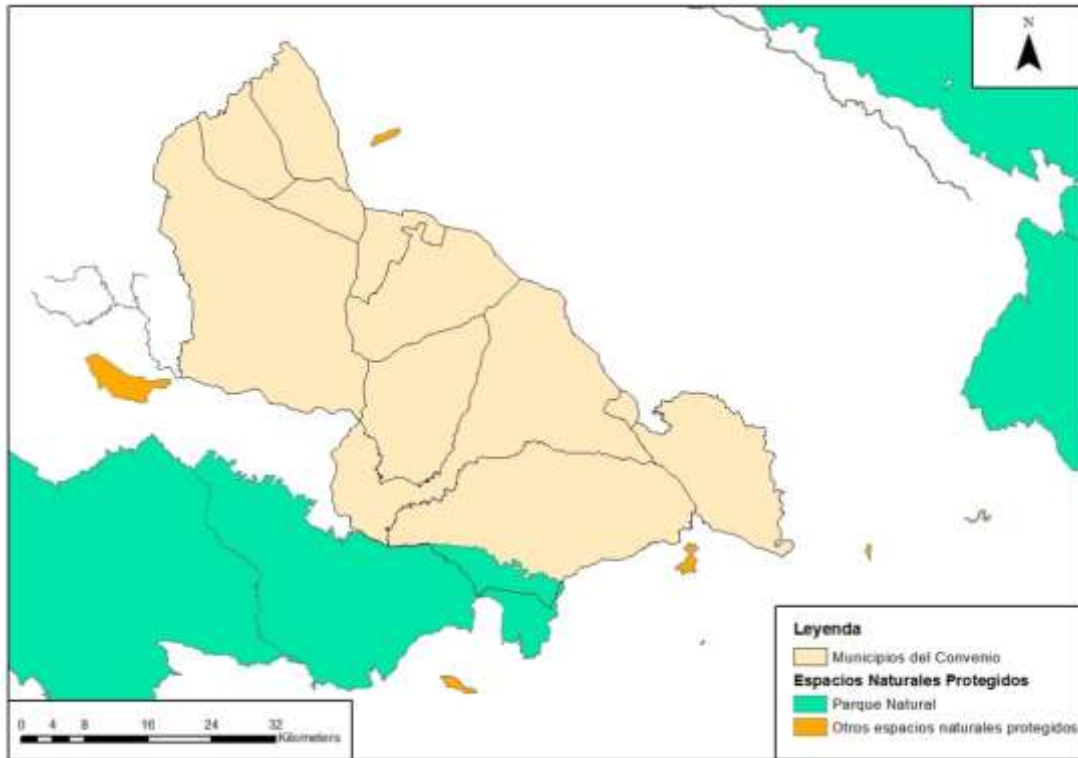 N
Leyenda
Municipios del Convenio
Espacios Naturales Protegidos
Parque Natural
Otros espacios naturales protegidos
0 2 4 8 16 24 32
Kilometers